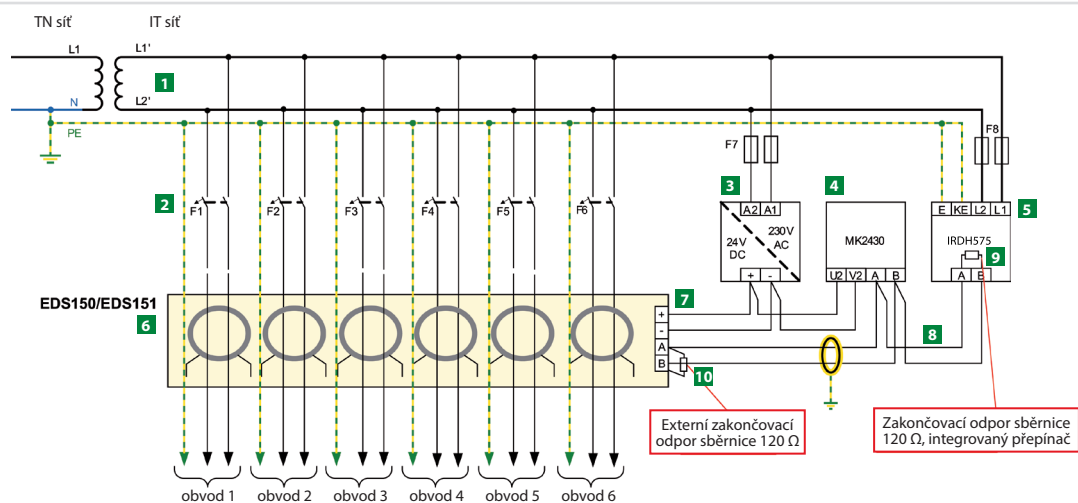 TN síť
IT síť
L1
L1'
1
N
L2'
PE
F7
F8
2
F1
F2
F3
F4
F5
F6
3
4
5
A2 A1
E KE L2 L1
24V
DC
230V
AC
MK2430
IRDH575
9
+ -
U2 V2 A B
A B
EDS150/EDS151
6
7
+
-
A
B
8
10
Externí zakončovací
odpor sběrnice 120 Ω
Zakončovací odpor sběrnice
120 Ω, integrovaný přepínač
obvod 1
obvod 2
obvod 3
obvod 4
obvod 5
obvod 6